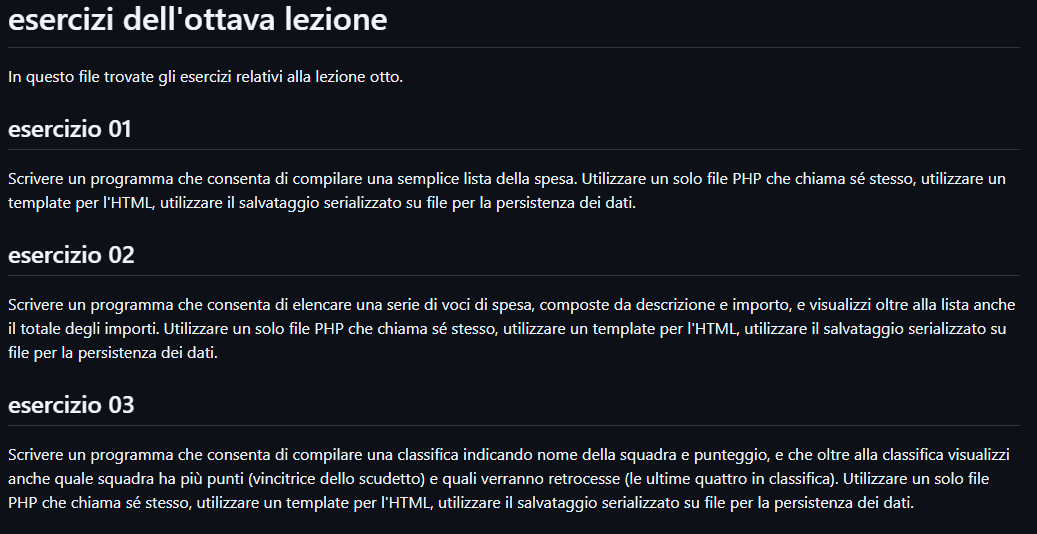 esercizi dell'ottava lezione
In questo file trovate gli esercizi relativi alla lezione otto.
esercizio 01
Scrivere un programma che consenta di compilare una semplice lista della spesa. Utilizzare un solo file PHP che chiama sé stesso, utilizzare un
template per l'HTML, utilizzare il salvataggio serializzato su file per la persistenza dei dati.
esercizio 02
Scrivere un programma che consenta di elencare una serie di voci di spesa, composte da descrizione e importo, e visualizzi oltre alla lista anche
il totale degli importi. Utilizzare un solo file PHP che chiama sé stesso, utilizzare un template per l'HTML, utilizzare il salvataggio serializzato su
file per la persistenza dei dati.
esercizio 03
Scrivere un programma che consenta di compilare una classifica indicando nome della squadra e punteggio, e che oltre alla classifica visualizzi
anche quale squadra ha più punti (vincitrice dello scudetto) e quali verranno retrocesse (le ultime quattro in classifica). Utilizzare un solo file
PHP che chiama sé stesso, utilizzare un template per l'HTML, utilizzare il salvataggio serializzato su file per la persistenza dei dati.